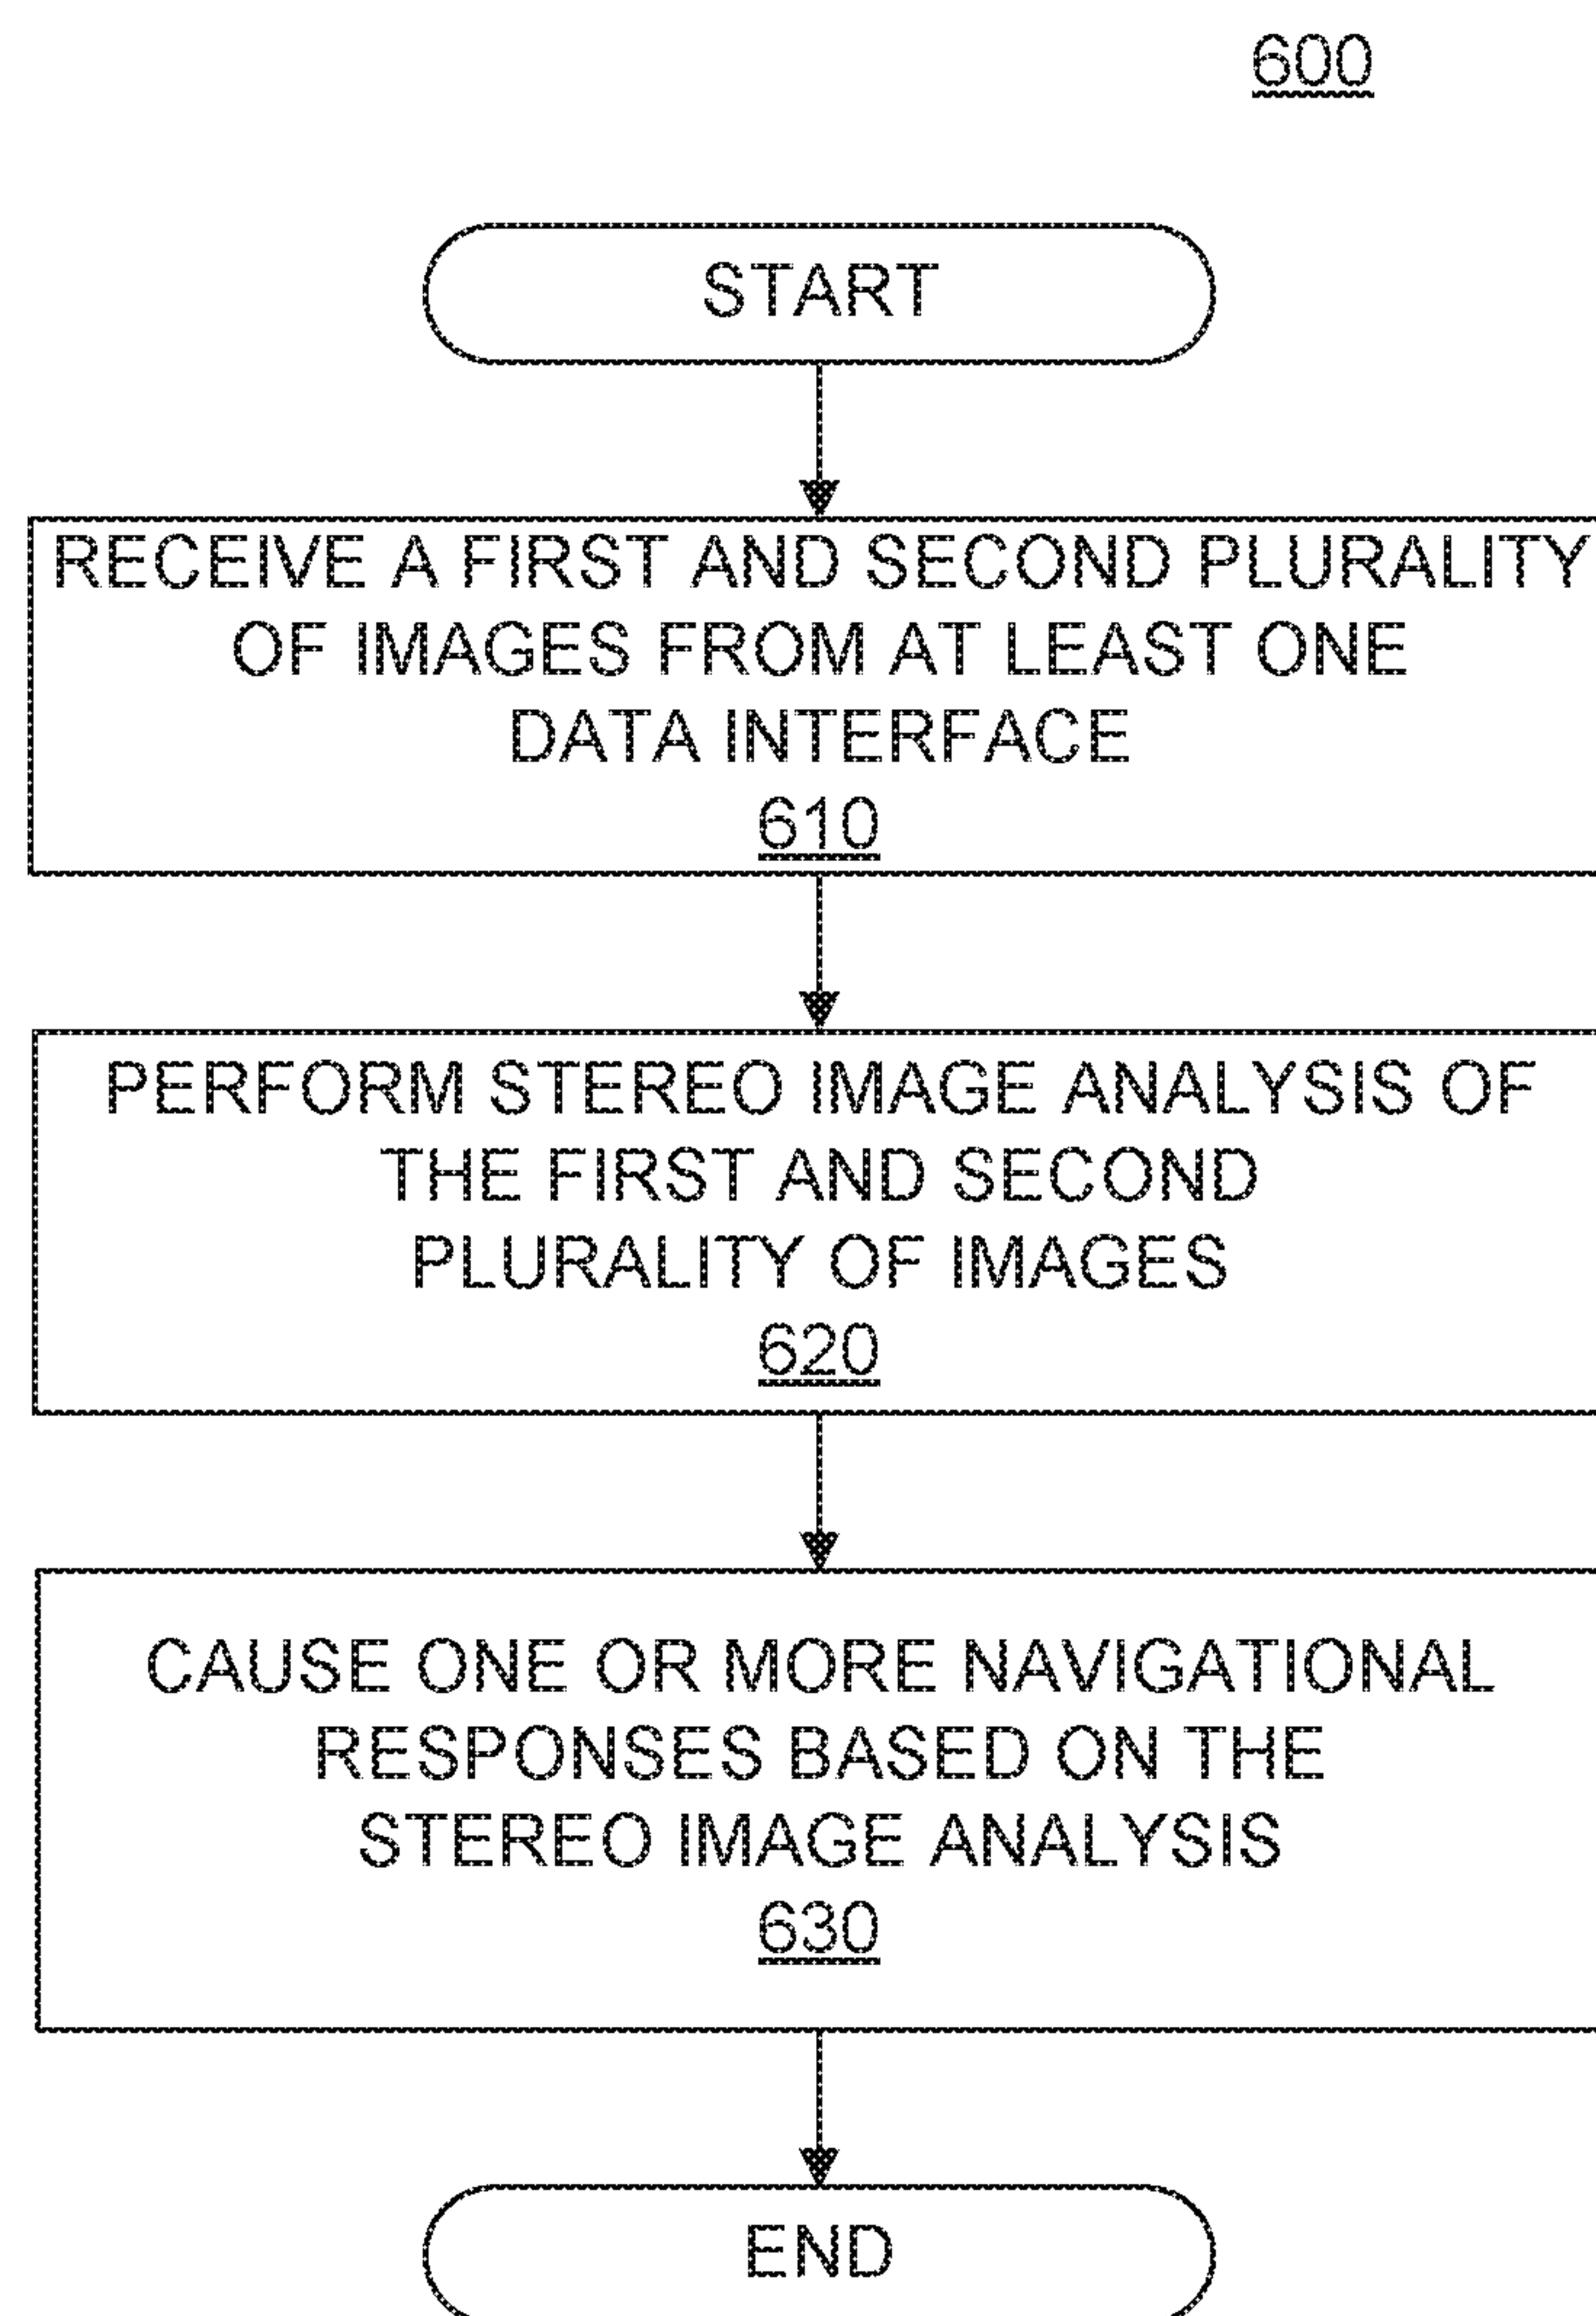 600
START
RECEIVE A FIRST AND SECOND PLURALITY
OF IMAGES FROM AT LEAST ONE
DATA INTERFACE
610
PERFORM STEREO IMAGE ANALYSIS OF
THE FIRST AND SECOND
PLURALITY OF IMAGES
620
CAUSE ONE OR MORE NAVIGATIONAL
RESPONSES BASED ON THE
STEREO IMAGE ANALYSIS
630
END